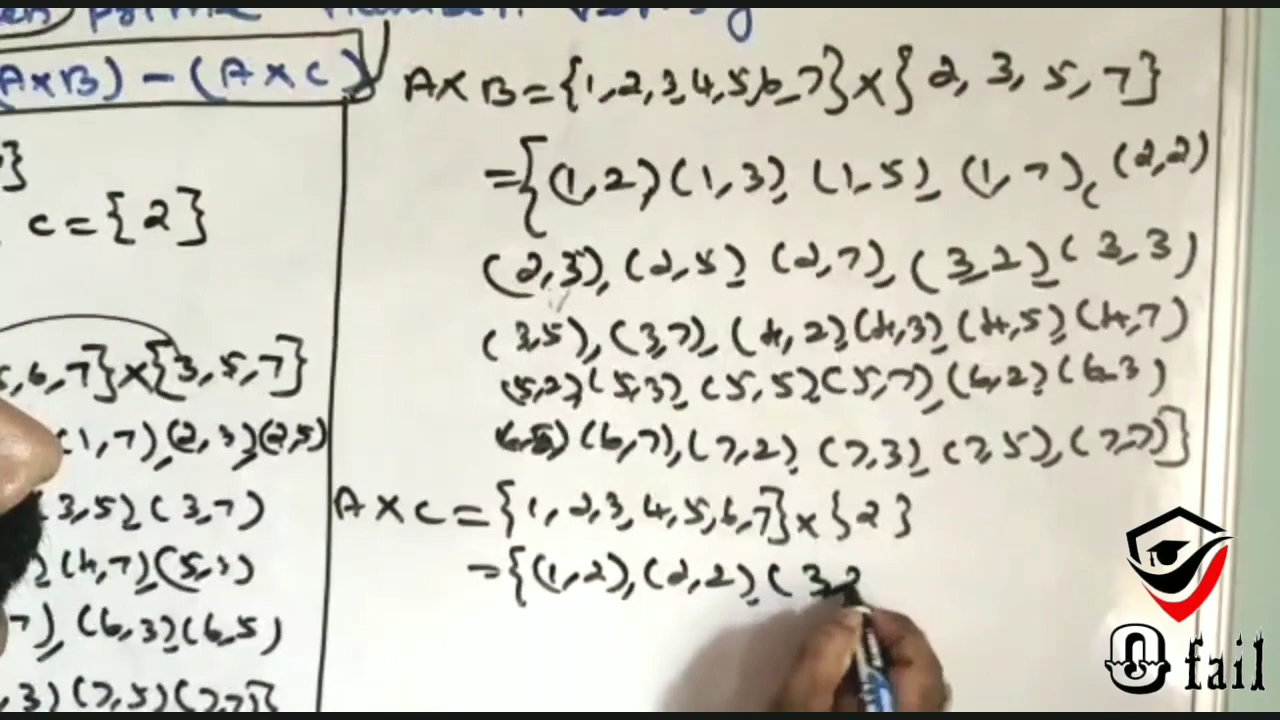 prime number Verify
(A×B) - (A×C)
C={2}
5,6,7}×{3,5,7}
(1,7),(2,3),(2,5)
(3,5),(3,7)
(4,7),(5,3)
(6,3),(6,5)
,3)(7,5)(7,7)}
A×B={1,2,3,4,5,6,7}×{2,3,5,7}
={(1,2),(1,3),(1,5),(1,7),(2,2)
(2,3),(2,5),(2,7),(3,2),(3,3)
(3,5),(3,7),(4,2)(4,3),(4,5),(4,7)
(5,2),(5,3),(5,5),(5,7),(6,2),(6,3)
(6,5)(6,7),(7,2),(7,3),(7,5),(7,7)}
A×C={1,2,3,4,5,6,7}×{2}
={(1,2),(2,2),(3,2
0 fail